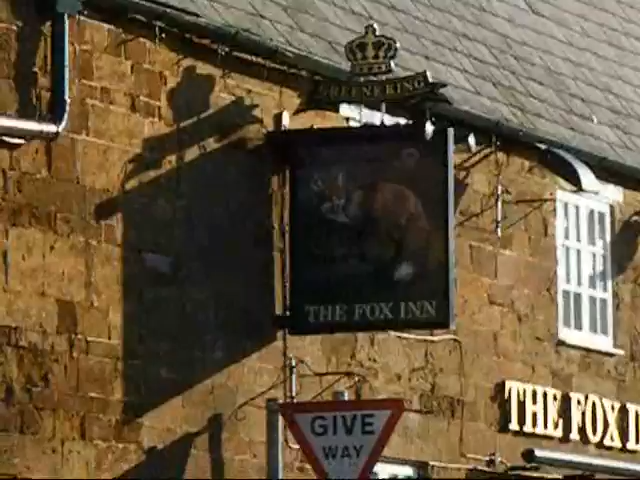 GREENE KING
THE FOX INN
GIVE
WAY
THE FOX I